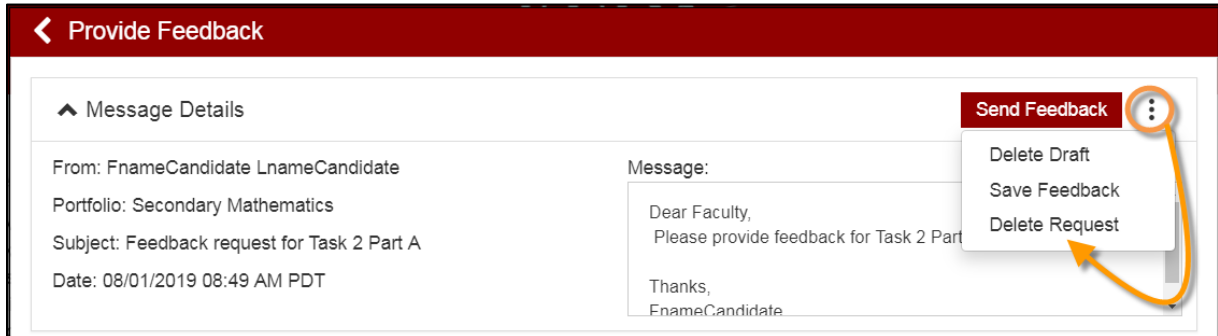 Provide Feedback
Message Details
Send Feedback
Delete Draft
Save Feedback
Delete Request
From: FnameCandidate LnameCandidate
Portfolio: Secondary Mathematics
Subject: Feedback request for Task 2 Part A
Date: 08/01/2019 08:49 AM PDT
Message:
Dear Faculty,
Please provide feedback for Task 2 Part
Thanks,
FnameCandidate